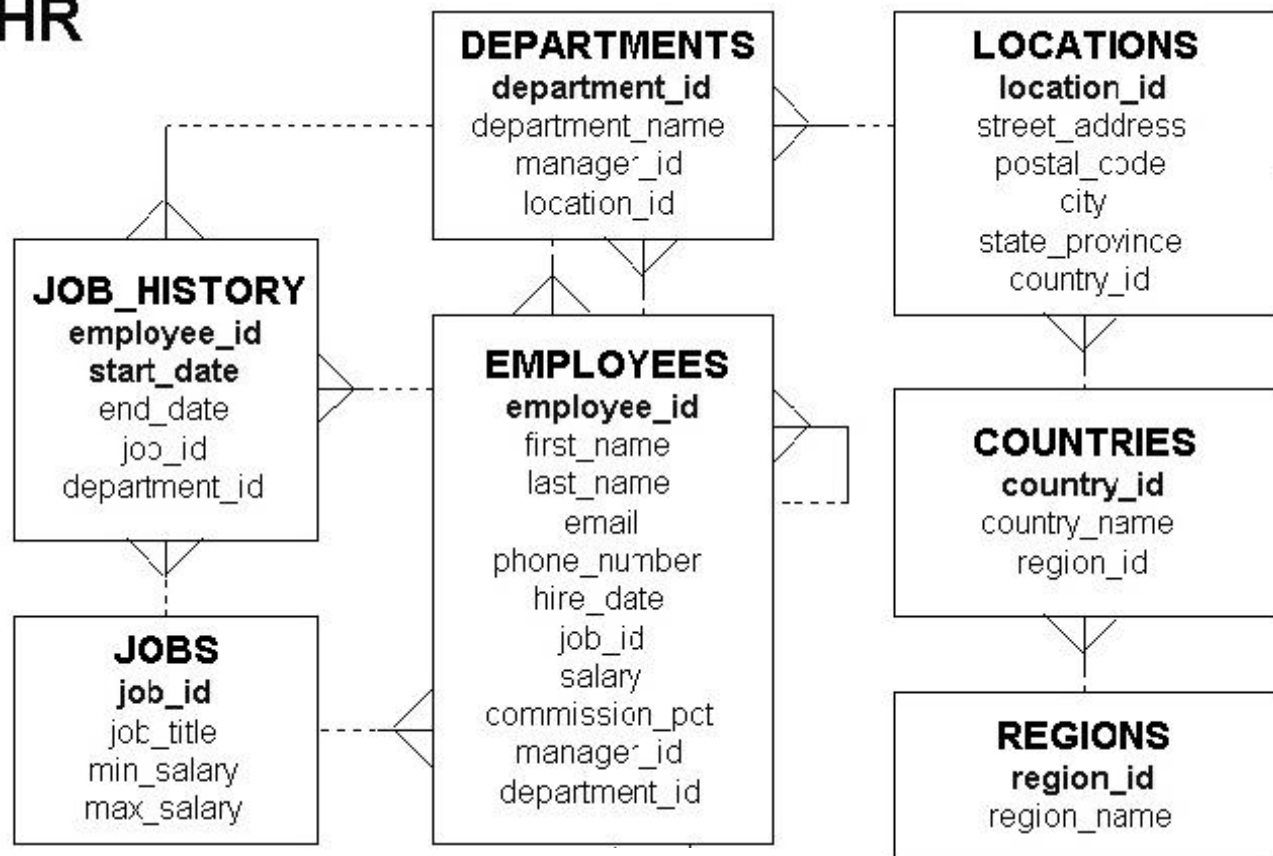 HR
DEPARTMENTS
department_id
department_name
manager_id
location_id
LOCATIONS
location_id
street_address
postal_code
city
state_province
country_id
JOB_HISTORY
employee_id
start_date
end_date
job_id
department_id
EMPLOYEES
employee_id
first_name
last_name
email
phone_number
hire_date
job_id
salary
commission_pct
manager_id
department_id
COUNTRIES
country_id
country_name
region_id
JOBS
job_id
job_title
min_salary
max_salary
REGIONS
region_id
region_name